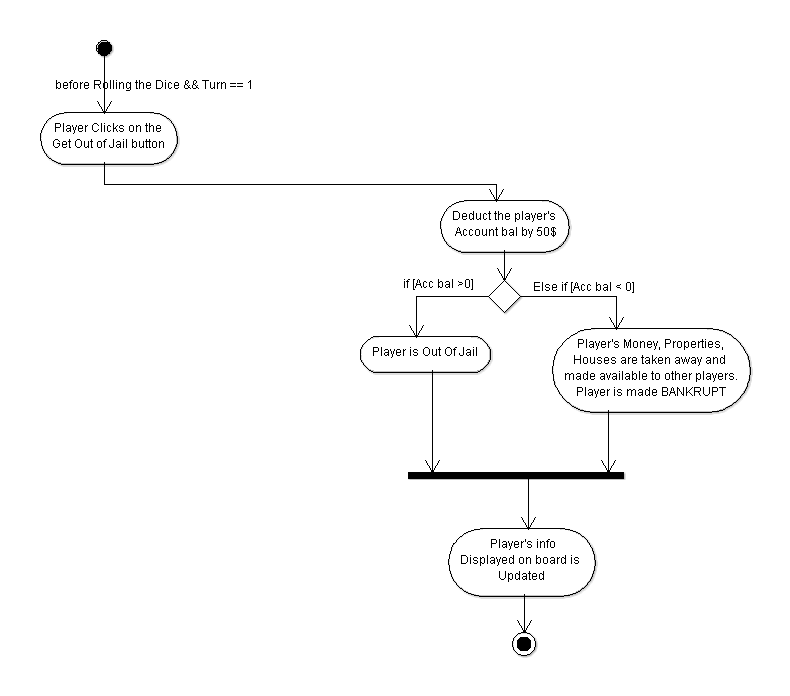 before Rolling the Dice && Turn == 1
Player Clicks on the
Get Out of Jail button
Deduct the player's
Account bal by 50$
if [Acc bal >0]
Else if [Acc bal < 0]
Player is Out Of Jail
Player's Money, Properties,
Houses are taken away and
made available to other players.
Player is made BANKRUPT
Player's info
Displayed on board is
Updated